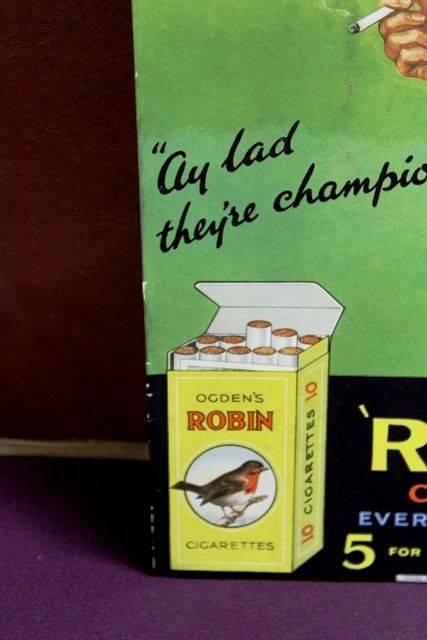 "Ay lad
they're champio
OGDEN'S
ROBIN
CIGARETTES
10 CIGARETTES 10
'R
C
EVER
5 FOR